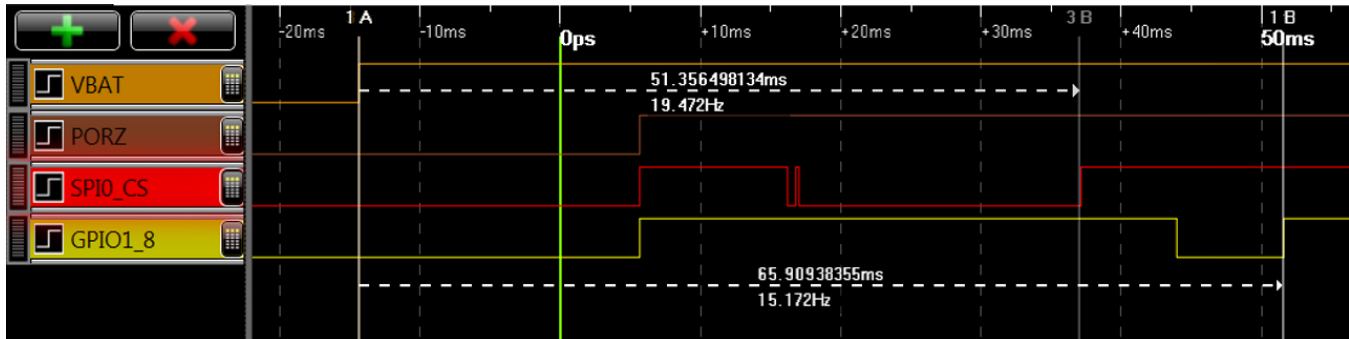 1 A 3 B 1 B
-20ms -10ms 0ps +10ms +20ms +30ms +40ms 50ms
VBAT
51.356498134ms
19.472Hz
PORZ
SPI0_CS
GPIO1_8
65.90938355ms
15.172Hz